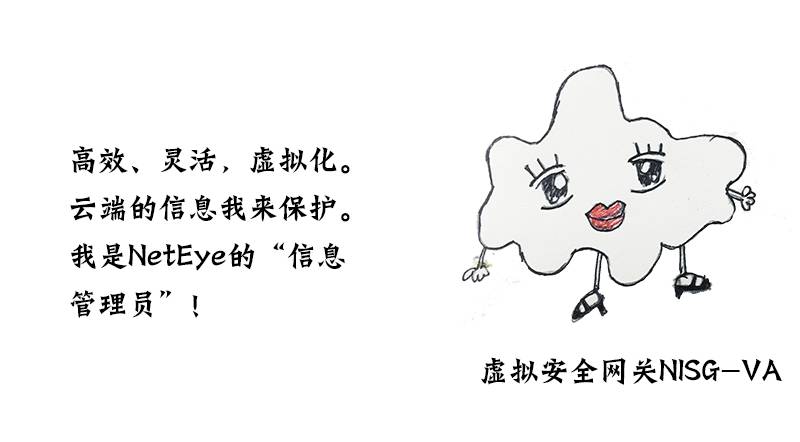 高效、灵活，虚拟化。
云端的信息我来保护。
我是NetEye的“信息
管理员”！
虚拟安全网关NISG-VA